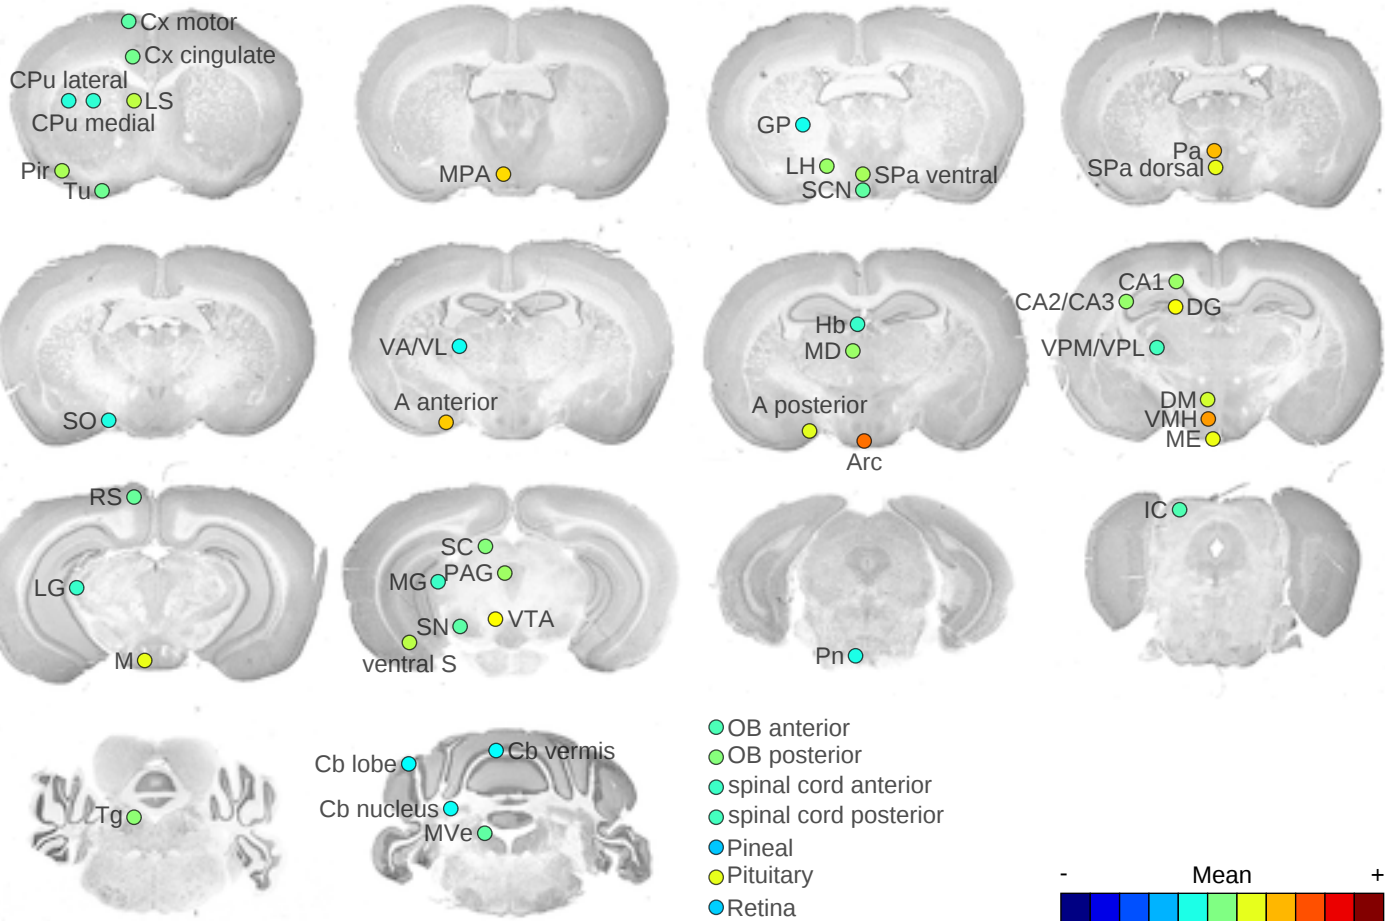 Cx motor
Cx cingulate
CPu lateral
LS
CPu medial
Pir
Tu
MPA
GP
LH
SPa ventral
SCN
Pa
SPa dorsal
SO
VA/VL
A anterior
Hb
MD
A posterior
Arc
CA1
CA2/CA3
DG
VPM/VPL
DM
VMH
ME
RS
LG
M
SC
MG
PAG
SN
VTA
ventral S
Pn
IC
Tg
Cb lobe
Cb vermis
Cb nucleus
MVe
OB anterior
OB posterior
spinal cord anterior
spinal cord posterior
Pineal
Pituitary
Retina
- Mean +